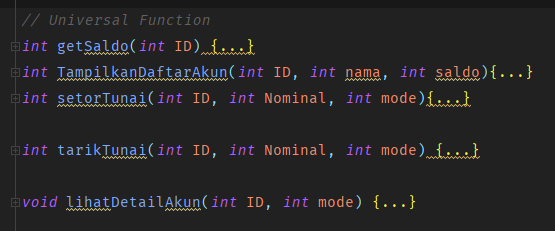 // Universal Function
int getSaldo(int ID) {...}
int TampilkanDaftarAkun(int ID, int nama, int saldo){...}
int setorTunai(int ID, int Nominal, int mode){...}
int tarikTunai(int ID, int Nominal, int mode) {...}
void lihatDetailAkun(int ID, int mode) {...}